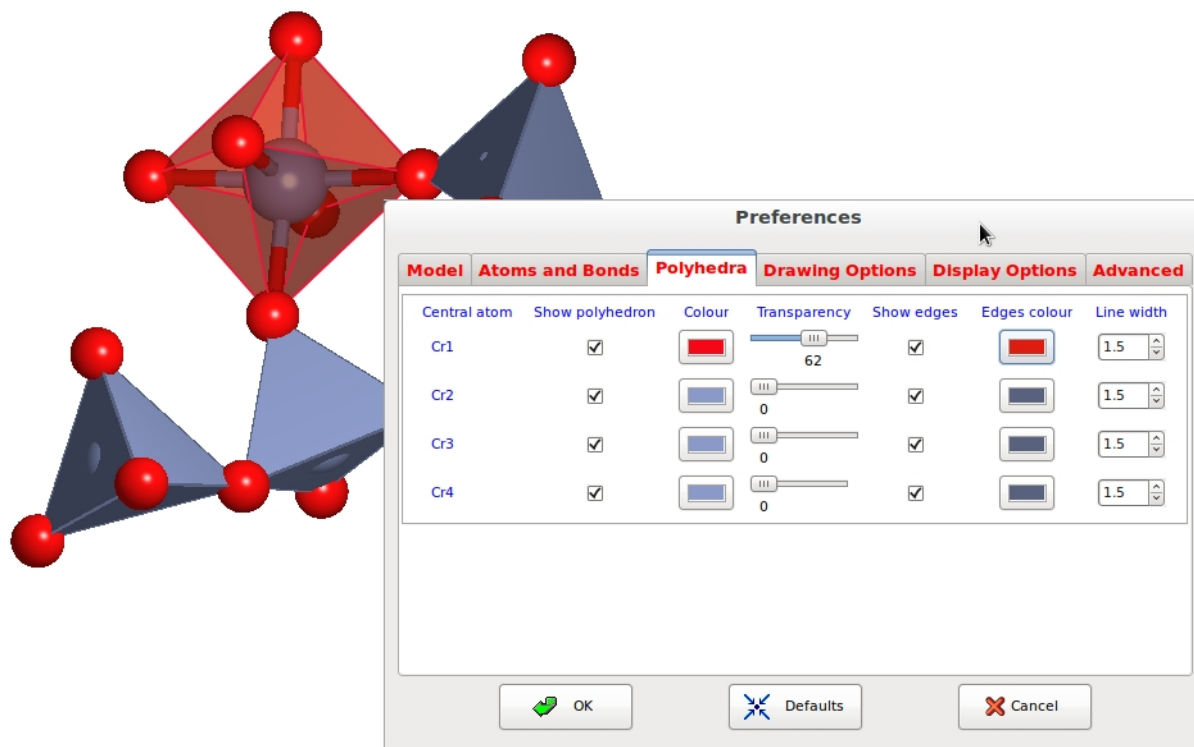 Preferences
Model Atoms and Bonds Polyhedra Drawing Options Display Options Advanced
Central atom Show polyhedron Colour Transparency Show edges Edges colour Line width
Cr1 62 1.5
Cr2 0 1.5
Cr3 0 1.5
Cr4 0 1.5
OK Defaults Cancel